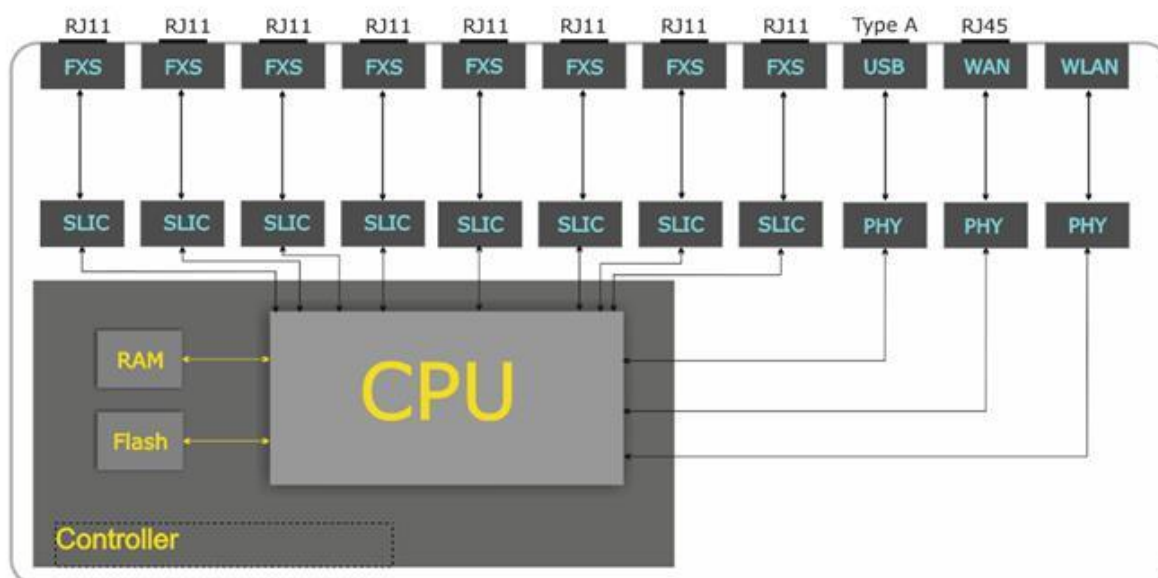 RJ11 RJ11 RJ11 RJ11 RJ11 RJ11 RJ11 RJ11 Type A RJ45
FXS FXS FXS FXS FXS FXS FXS FXS USB WAN WLAN
SLIC SLIC SLIC SLIC SLIC SLIC SLIC SLIC PHY PHY PHY
RAM
CPU
Flash
Controller